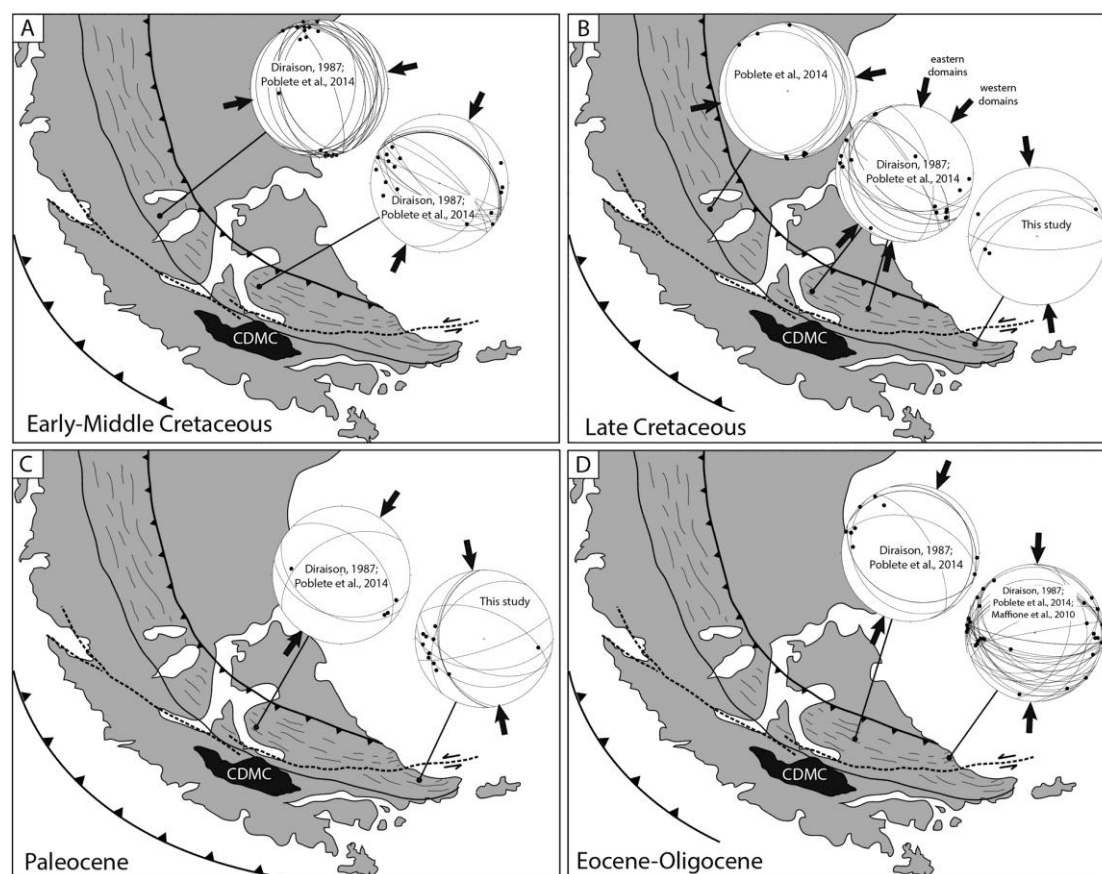 A
Diraison, 1987;
Poblete et al., 2014
Diraison, 1987;
Poblete et al., 2014
CDMC
Early-Middle Cretaceous
B
Poblete et al., 2014
eastern
domains
western
domains
Diraison, 1987;
Poblete et al., 2014
This study
CDMC
Late Cretaceous
C
Diraison, 1987;
Poblete et al., 2014
This study
CDMC
Paleocene
D
Diraison, 1987;
Poblete et al., 2014
Diraison, 1987;
Poblete et al., 2014;
Maffione et al., 2010
CDMC
Eocene-Oligocene